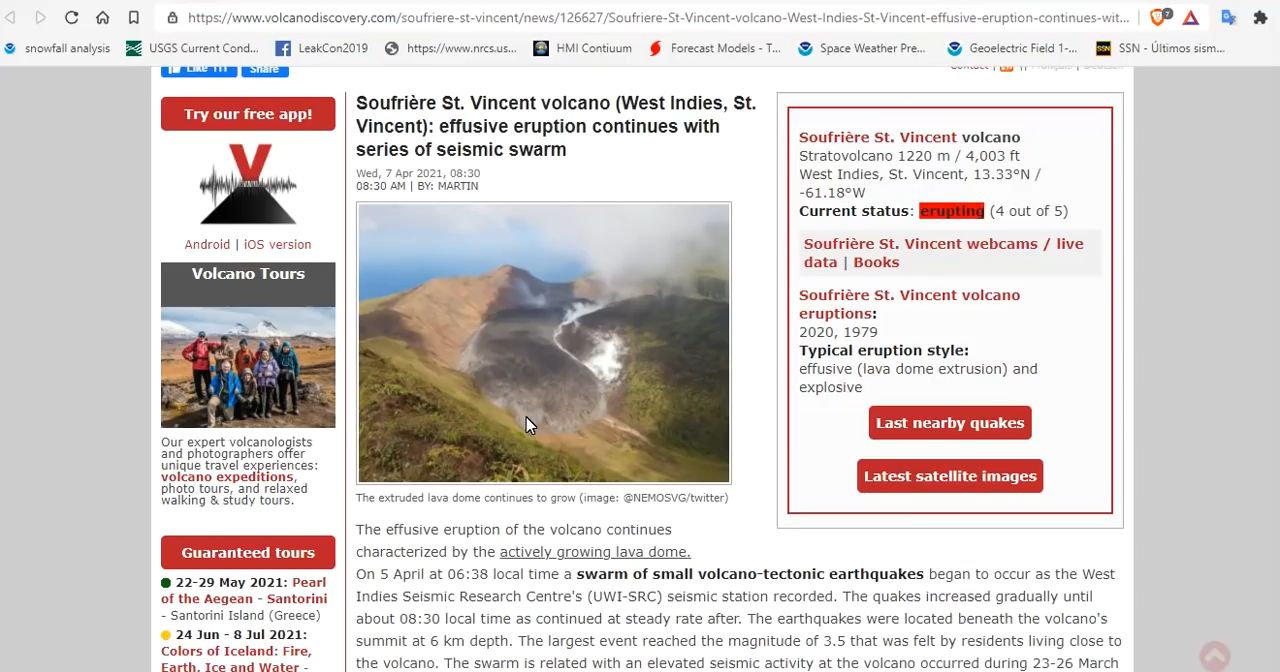 https://www.volcanodiscovery.com/soufriere-st-vincent/news/126627/Soufriere-St-Vincent-volcano-West-Indies-St-Vincent-effusive-eruption-continues-wit...
7
snowfall analysis
USGS Current Cond...
LeakCon2019
https://www.nrcs.us...
HMI Contiuum
Forecast Models - T...
Space Weather Pre...
Geoelectric Field 1-...
SSN
SSN - Últimos sism...
Like 111
Share
Contact
Français
Deutsch
Try our free app!
Android | iOS version
Volcano Tours
Our expert volcanologists
and photographers offer
unique travel experiences:
volcano expeditions,
photo tours, and relaxed
walking & study tours.
Guaranteed tours
22-29 May 2021: Pearl
of the Aegean - Santorini
- Santorini Island (Greece)
24 Jun - 8 Jul 2021:
Colors of Iceland: Fire,
Earth, Ice and Water -
Soufrière St. Vincent volcano (West Indies, St.
Vincent): effusive eruption continues with
series of seismic swarm
Wed, 7 Apr 2021, 08:30
08:30 AM | BY: MARTIN
The extruded lava dome continues to grow (image: @NEMOSVG/twitter)
The effusive eruption of the volcano continues
characterized by the actively growing lava dome.
On 5 April at 06:38 local time a swarm of small volcano-tectonic earthquakes began to occur as the West
Indies Seismic Research Centre's (UWI-SRC) seismic station recorded. The quakes increased gradually until
about 08:30 local time as continued at steady rate after. The earthquakes were located beneath the volcano's
summit at 6 km depth. The largest event reached the magnitude of 3.5 that was felt by residents living close to
the volcano. The swarm is related with an elevated seismic activity at the volcano occurred during 23-26 March
Soufrière St. Vincent volcano
Stratovolcano 1220 m / 4,003 ft
West Indies, St. Vincent, 13.33°N /
-61.18°W
Current status: erupting (4 out of 5)
Soufrière St. Vincent webcams / live
data | Books
Soufrière St. Vincent volcano
eruptions:
2020, 1979
Typical eruption style:
effusive (lava dome extrusion) and
explosive
Last nearby quakes
Latest satellite images